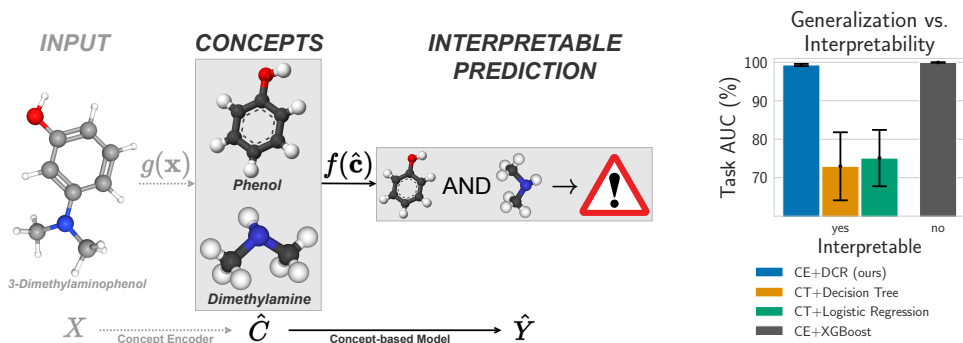 INPUT
CONCEPTS
INTERPRETABLE
PREDICTION
g(x)
Phenol
f(ĉ)
AND
→
!
Dimethylamine
3-Dimethylaminophenol
X
Concept Encoder
Ĉ
Concept-based Model
Ŷ
Generalization vs.
Interpretability
Task AUC (%)
100
90
100
80
70
yes
no
Interpretable
CE+DCR (ours)
CT+Decision Tree
CT+Logistic Regression
CE+XGBoost